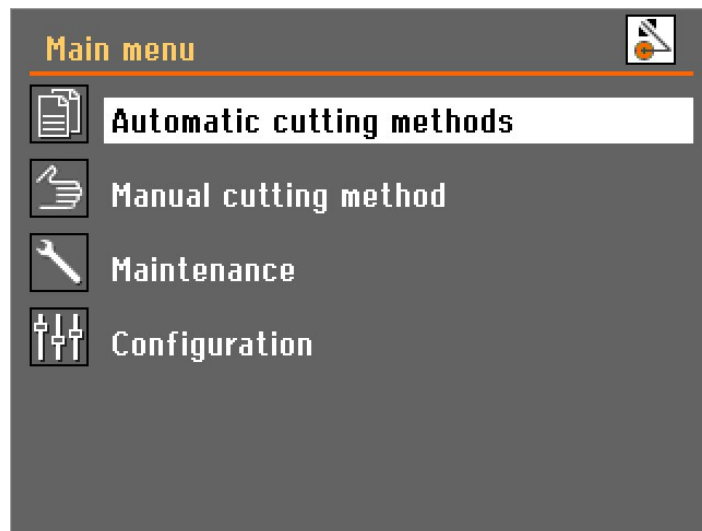 Main menu
Automatic cutting methods
Manual cutting method
Maintenance
Configuration